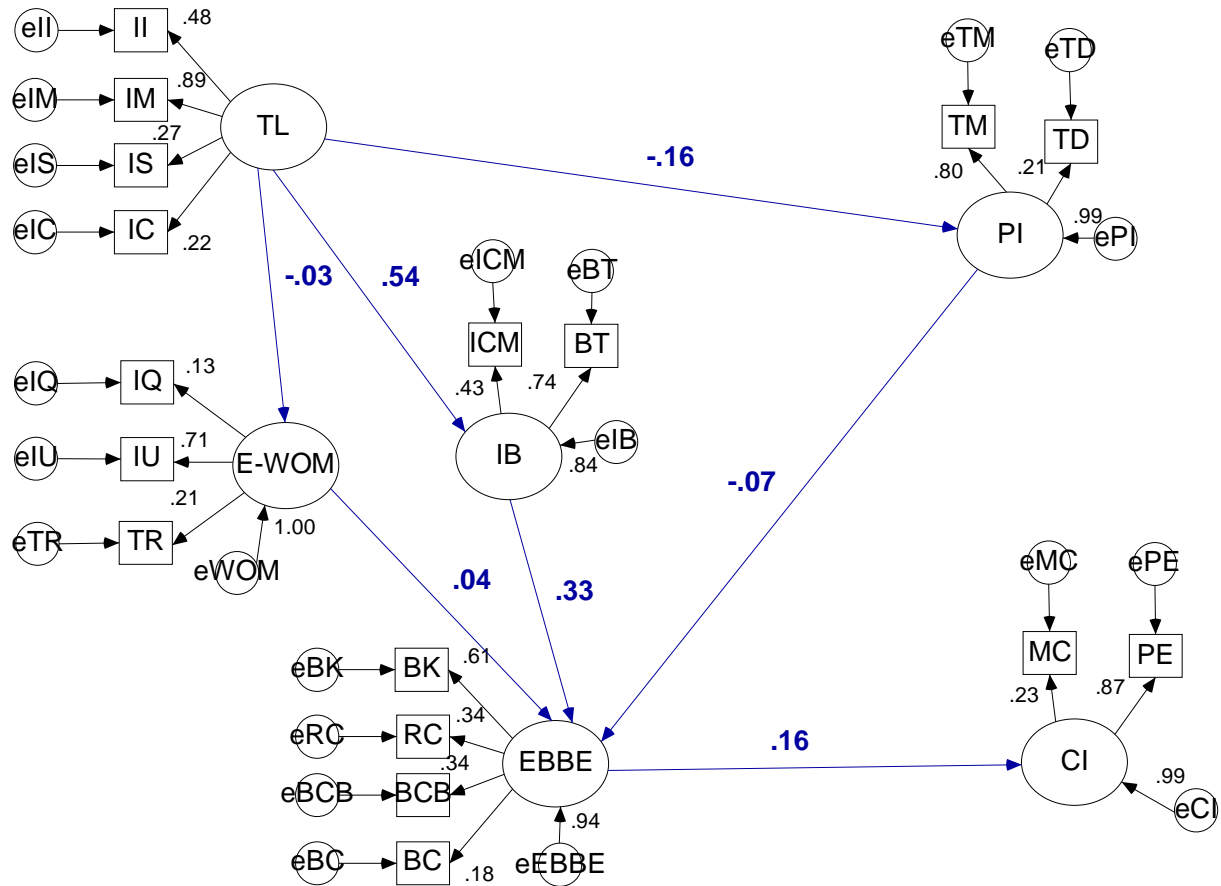 eII
II
.48
eIM
IM
.89
eIS
IS
.27
eIC
IC
.22
TL
-.16
-.03
.54
eTM
eTD
TM
TD
.80
.21
PI
.99
ePI
eICM
eBT
ICM
BT
.43
.74
IB
eIB
.84
eIQ
IQ
.13
eIU
IU
.71
E-WOM
.21
eTR
TR
1.00
eWOM
-.07
.04
.33
eMC
ePE
MC
PE
.23
.87
eBK
BK
.61
eRC
RC
.34
EBBE
.16
CI
.34
eBCB
BCB
.99
eCI
.94
eBC
BC
.18
eEBBE